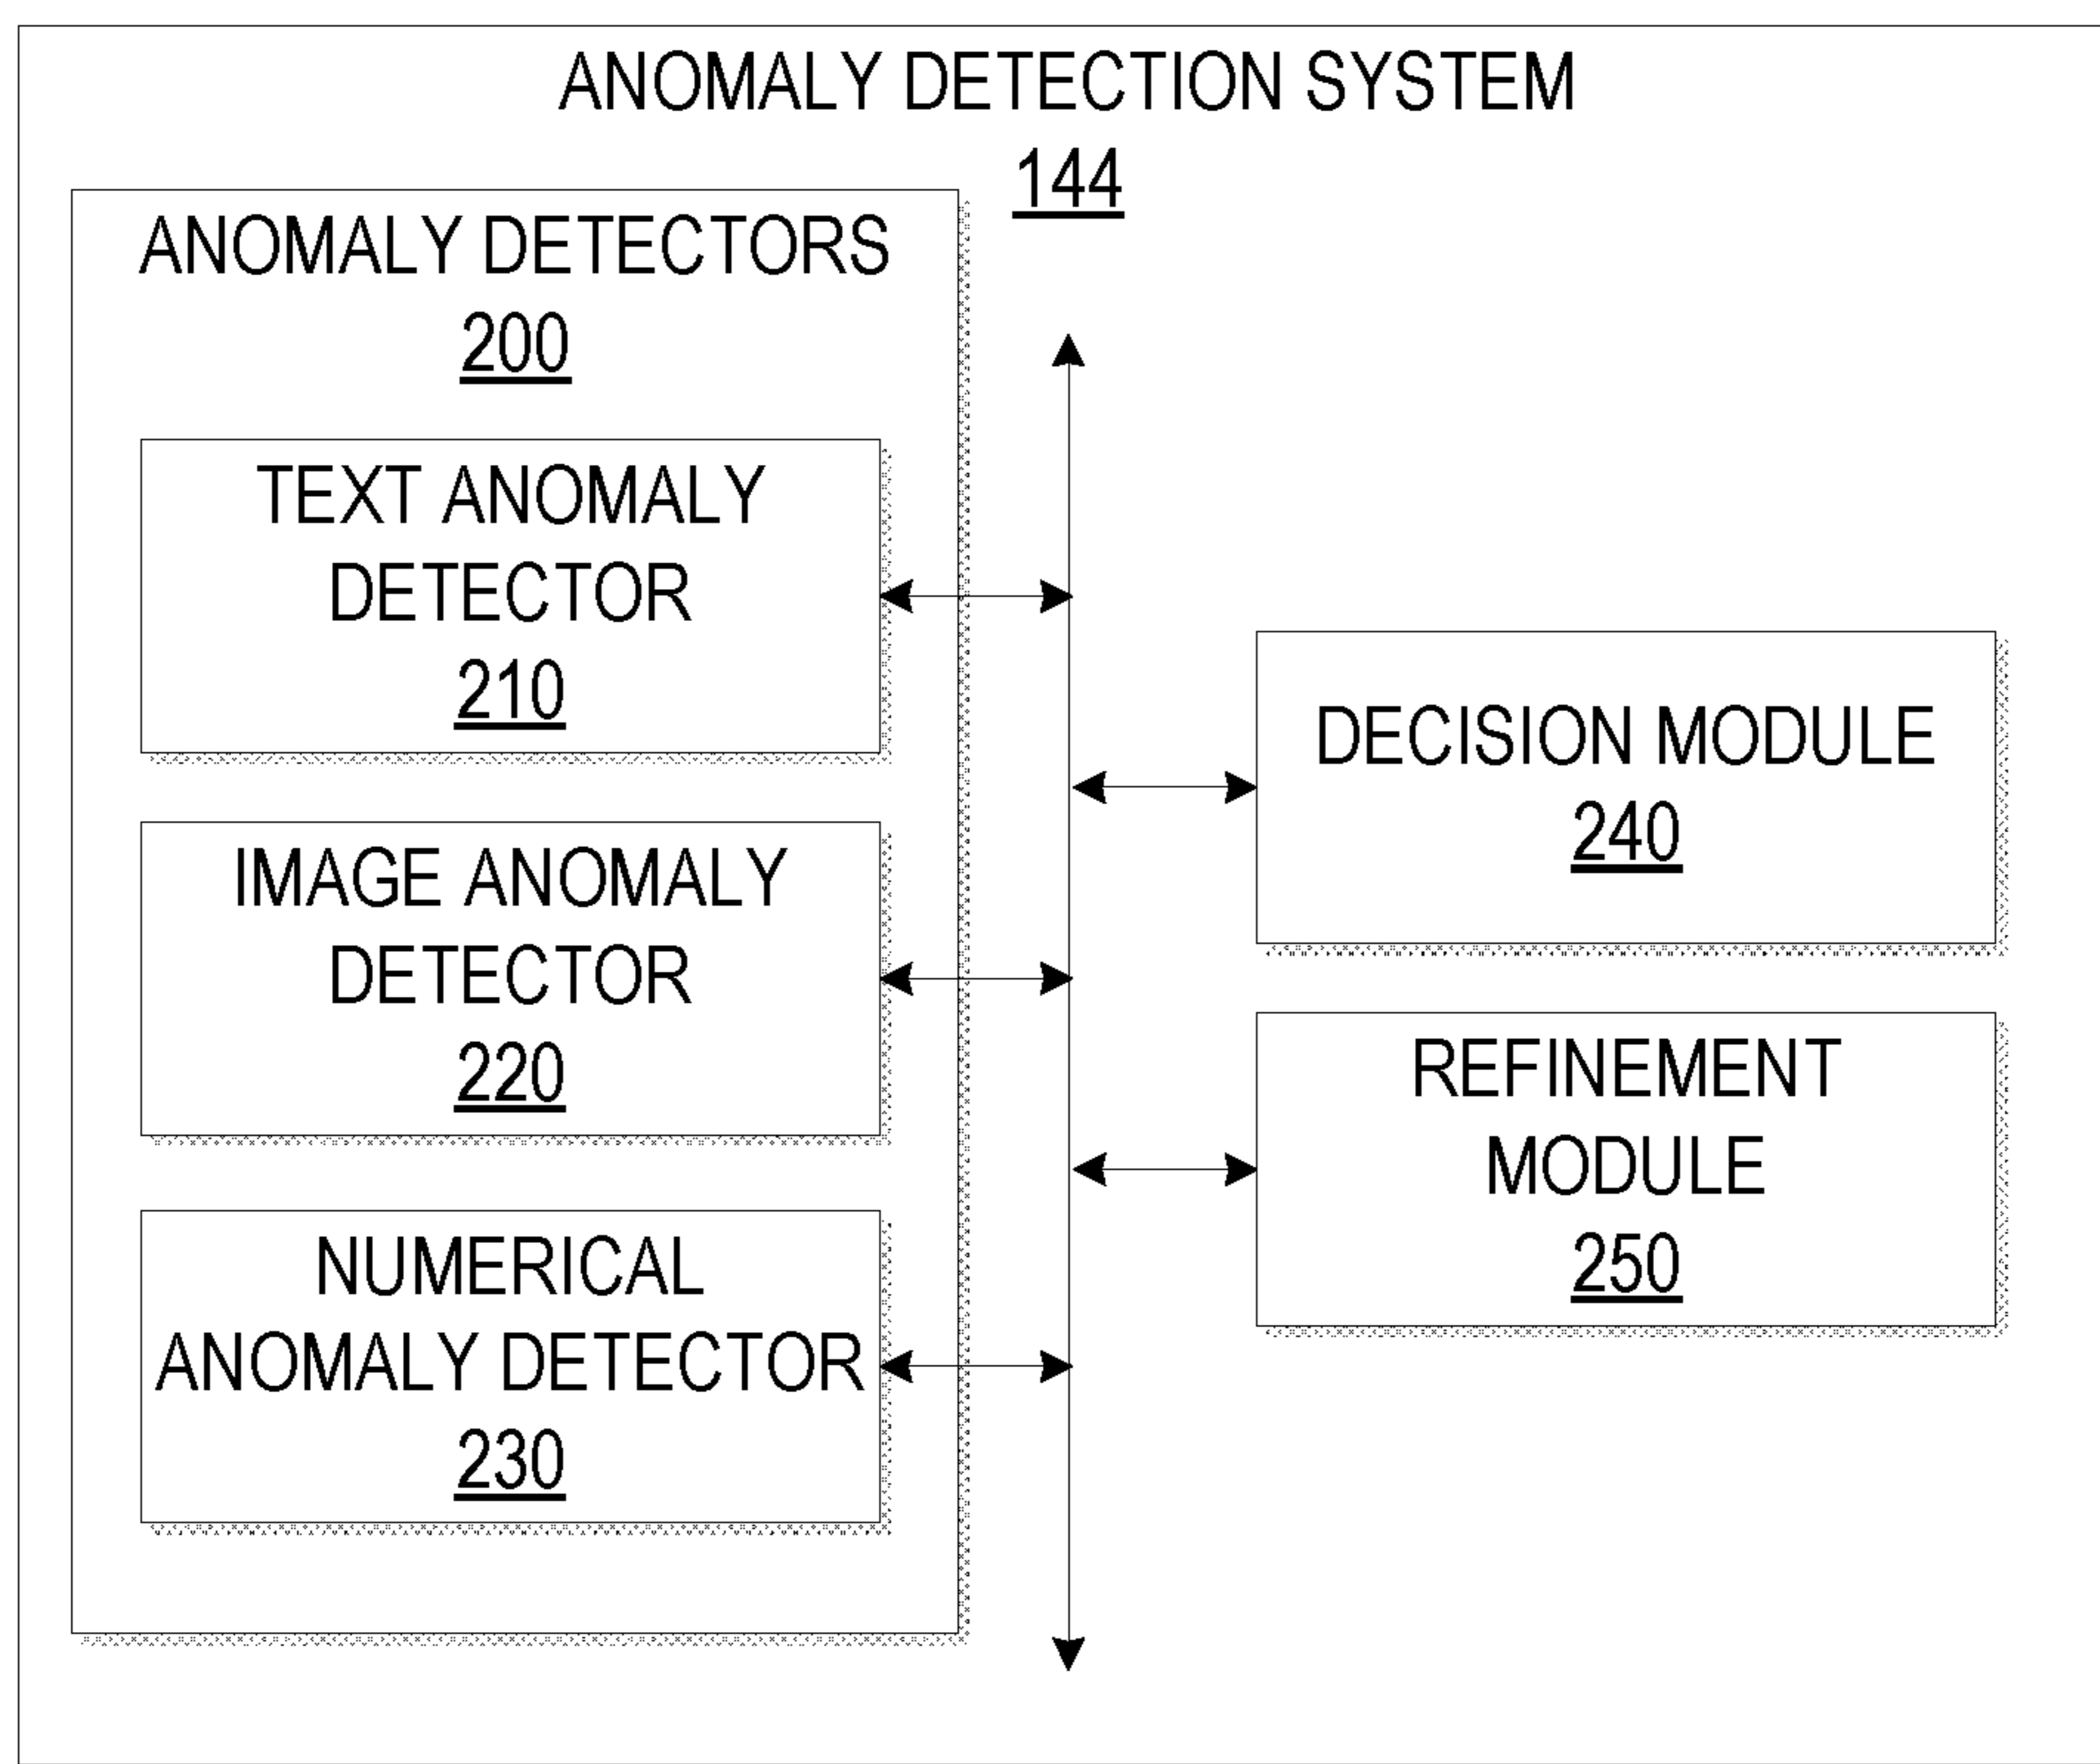 ANOMALY DETECTION SYSTEM
144
ANOMALY DETECTORS
200
TEXT ANOMALY
DETECTOR
210
IMAGE ANOMALY
DETECTOR
220
NUMERICAL
ANOMALY DETECTOR
230
DECISION MODULE
240
REFINEMENT
MODULE
250